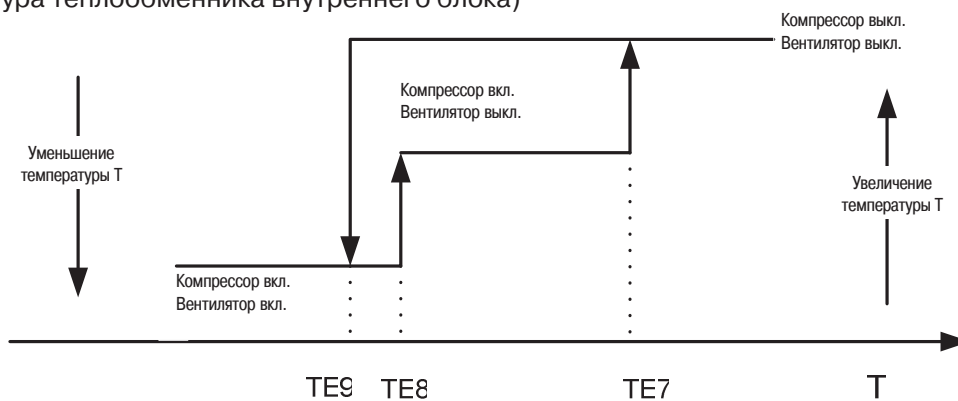 ура теплообменника внутреннего блока)
Компрессор выкл.
Вентилятор выкл.
Компрессор вкл.
Вентилятор выкл.
Уменьшение
температуры Т
Увеличение
температуры Т
Компрессор вкл.
Вентилятор вкл.
TE9 TE8 TE7 T